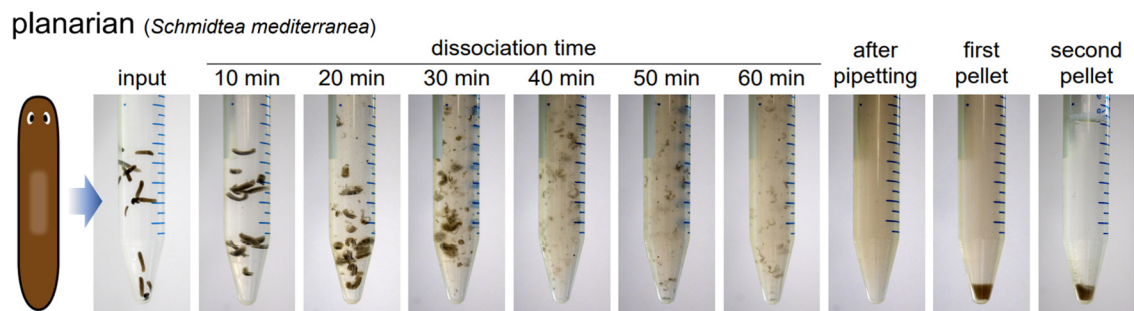 planarian (Schmidtea mediterranea)
dissociation time
input
10 min
20 min
30 min
40 min
50 min
60 min
after pipetting
first pellet
second pellet